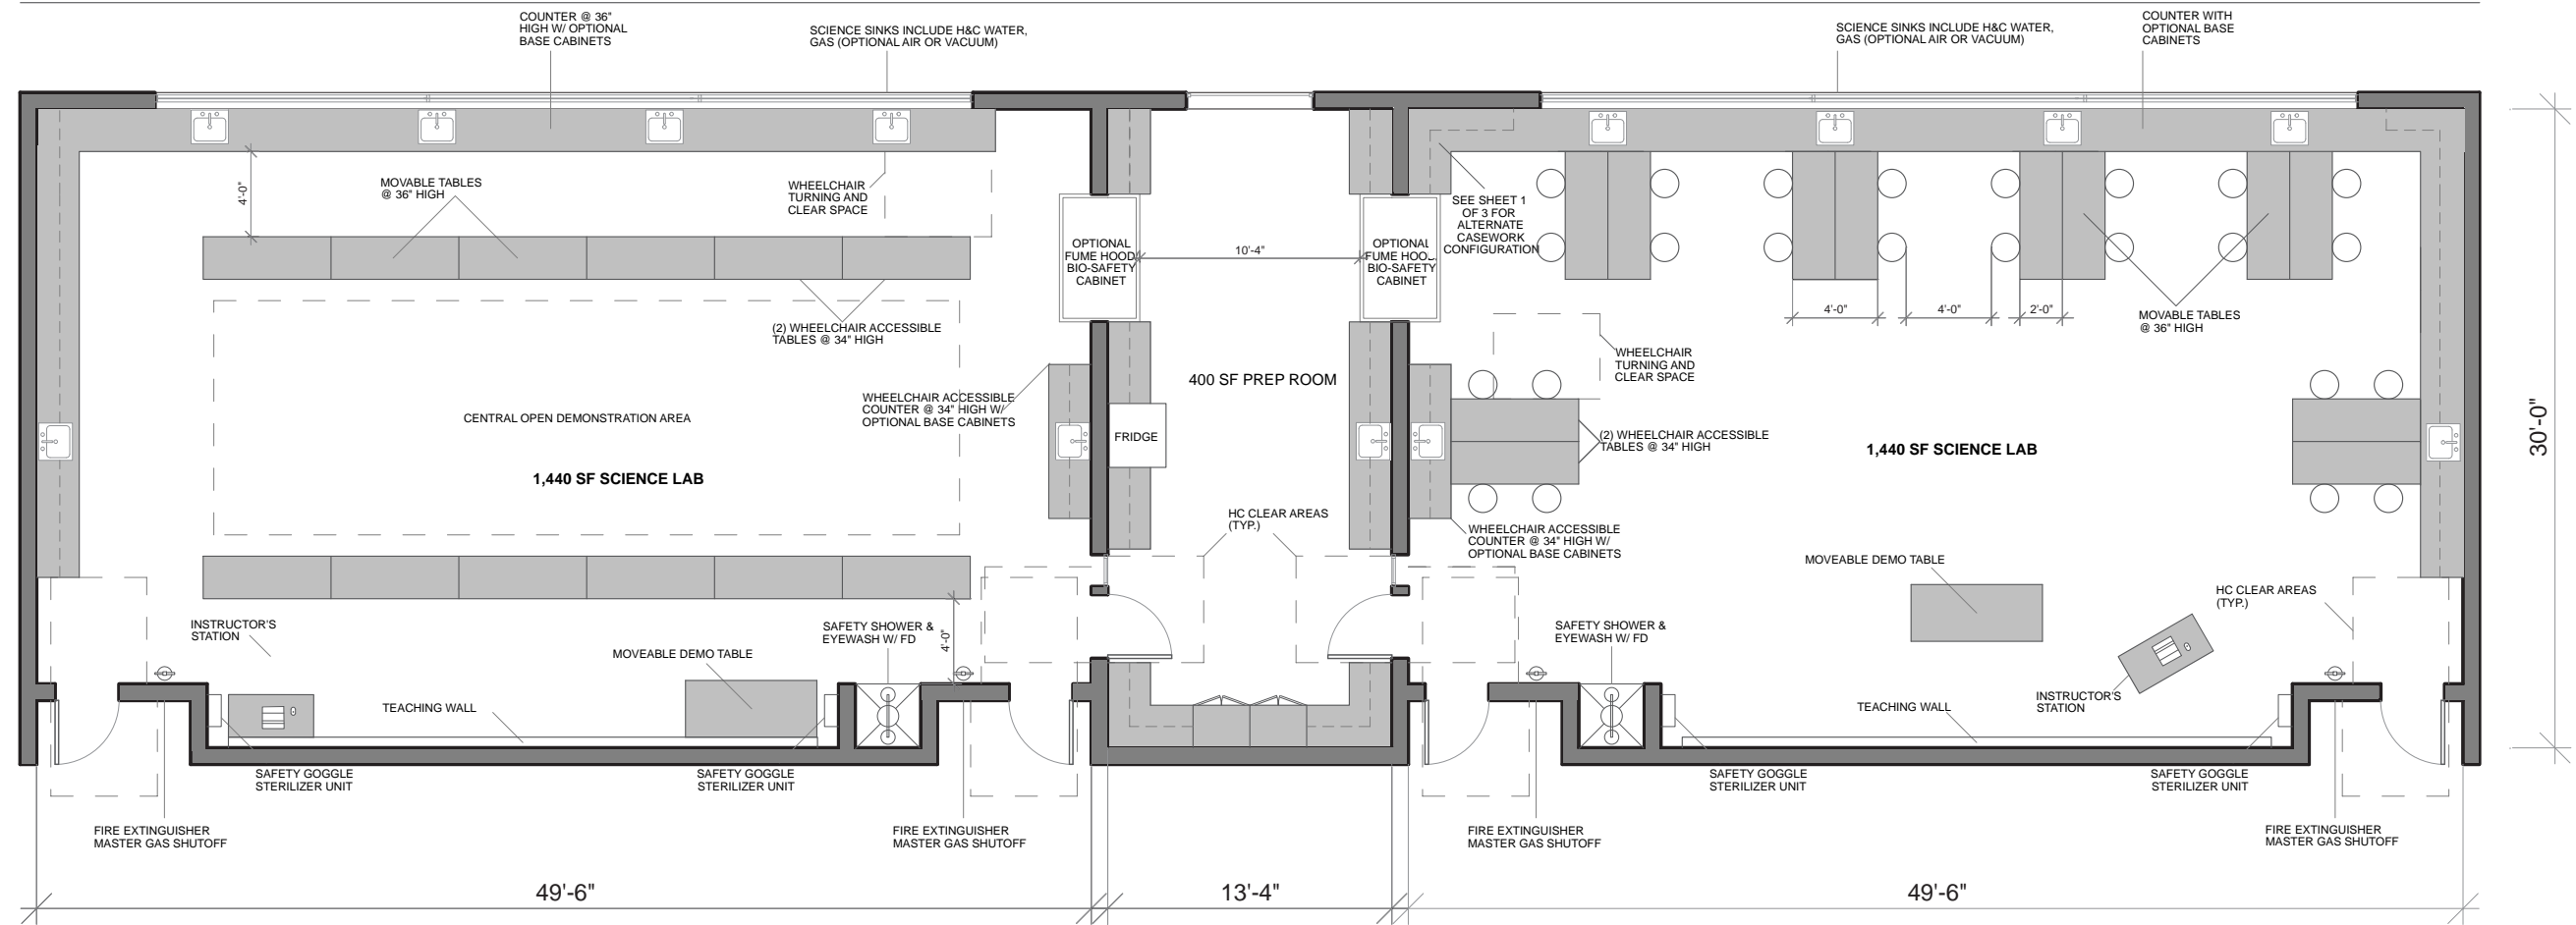 COUNTER @ 36"
HIGH W/ OPTIONAL
BASE CABINETS
SCIENCE SINKS INCLUDE H&C WATER,
GAS (OPTIONAL AIR OR VACUUM)
SCIENCE SINKS INCLUDE H&C WATER,
GAS (OPTIONAL AIR OR VACUUM)
COUNTER WITH
OPTIONAL BASE
CABINETS
4'-0"
MOVABLE TABLES
@ 36" HIGH
WHEELCHAIR
TURNING AND
CLEAR SPACE
OPTIONAL
FUME HOOD,
BIO-SAFETY
CABINET
10'-4"
OPTIONAL
FUME HOOD,
BIO-SAFETY
CABINET
SEE SHEET 1
OF 3 FOR
ALTERNATE
CASEWORK
CONFIGURATION
4'-0"
4'-0"
2'-0"
MOVABLE TABLES
@ 36" HIGH
(2) WHEELCHAIR ACCESSIBLE
TABLES @ 34" HIGH
WHEELCHAIR
TURNING AND
CLEAR SPACE
WHEELCHAIR ACCESSIBLE
COUNTER @ 34" HIGH W/
OPTIONAL BASE CABINETS
400 SF PREP ROOM
CENTRAL OPEN DEMONSTRATION AREA
FRIDGE
(2) WHEELCHAIR ACCESSIBLE
TABLES @ 34" HIGH
1,440 SF SCIENCE LAB
1,440 SF SCIENCE LAB
30'-0"
HC CLEAR AREAS
(TYP.)
WHEELCHAIR ACCESSIBLE
COUNTER @ 34" HIGH W/
OPTIONAL BASE CABINETS
MOVEABLE DEMO TABLE
HC CLEAR AREAS
(TYP.)
INSTRUCTOR'S
STATION
MOVEABLE DEMO TABLE
SAFETY SHOWER &
EYEWASH W/ FD
4'-0"
SAFETY SHOWER &
EYEWASH W/ FD
INSTRUCTOR'S
STATION
TEACHING WALL
TEACHING WALL
SAFETY GOGGLE
STERILIZER UNIT
SAFETY GOGGLE
STERILIZER UNIT
SAFETY GOGGLE
STERILIZER UNIT
SAFETY GOGGLE
STERILIZER UNIT
FIRE EXTINGUISHER
MASTER GAS SHUTOFF
FIRE EXTINGUISHER
MASTER GAS SHUTOFF
FIRE EXTINGUISHER
MASTER GAS SHUTOFF
FIRE EXTINGUISHER
MASTER GAS SHUTOFF
49'-6"
13'-4"
49'-6"